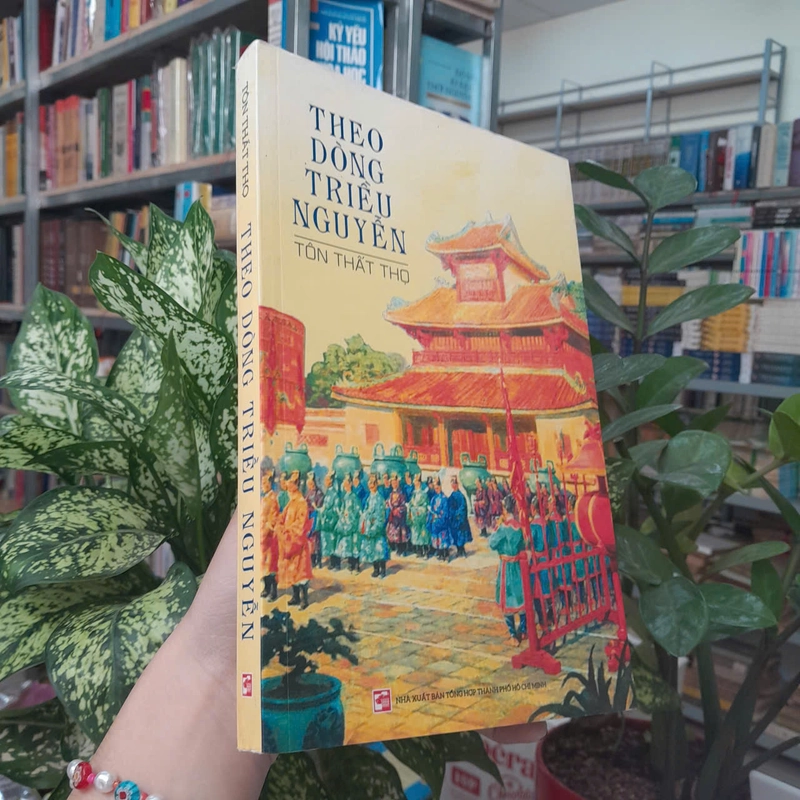 THEO
DÒNG
TRIỀU
NGUYỄN
TÔN THẤT THỌ
NHÀ XUẤT BẢN TỔNG HỢP THÀNH PHỐ HỒ CHÍ MINH
TÔN THẤT THỌ THEO DÒNG TRIỀU NGUYỄN
KỶ YẾU
HỘI THẢO